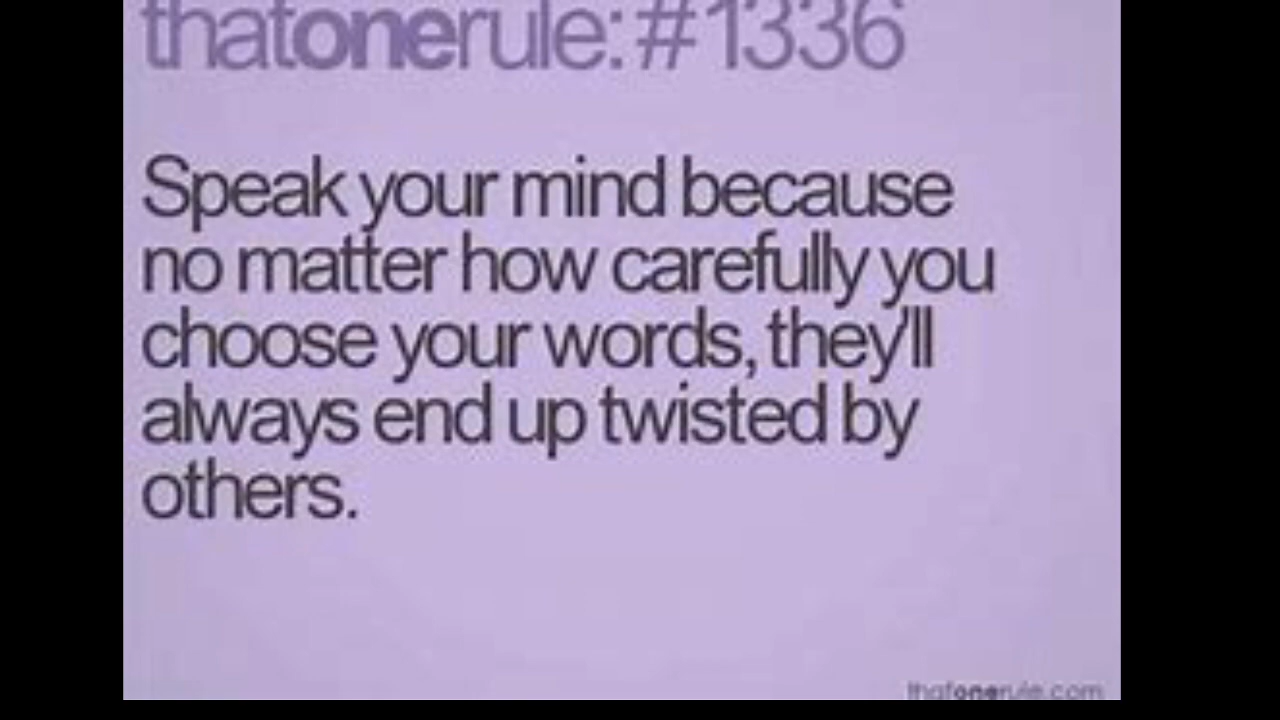 thatonerule: #1336
Speak your mind because
no matter how carefully you
choose your words, they'll
always end up twisted by
others.
thatonerule.com